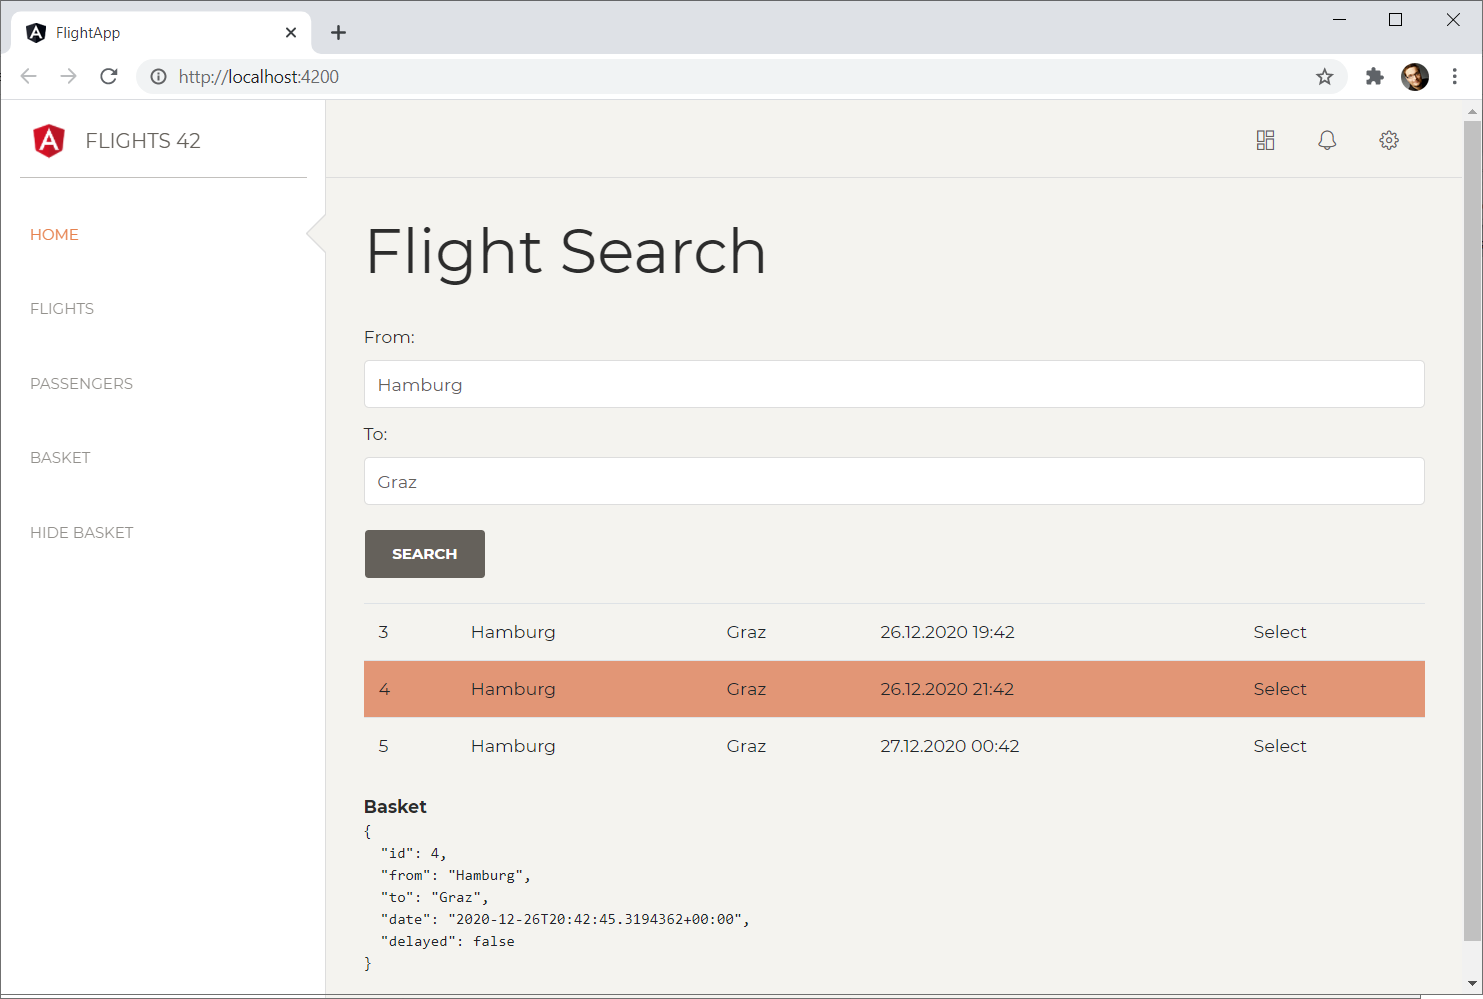 FlightApp
http://localhost:4200
FLIGHTS 42
HOME
FLIGHTS
PASSENGERS
BASKET
HIDE BASKET
Flight Search
From:
Hamburg
To:
Graz
SEARCH
3 Hamburg Graz 26.12.2020 19:42 Select
4 Hamburg Graz 26.12.2020 21:42 Select
5 Hamburg Graz 27.12.2020 00:42 Select
Basket
{
"id": 4,
"from": "Hamburg",
"to": "Graz",
"date": "2020-12-26T20:42:45.3194362+00:00",
"delayed": false
}